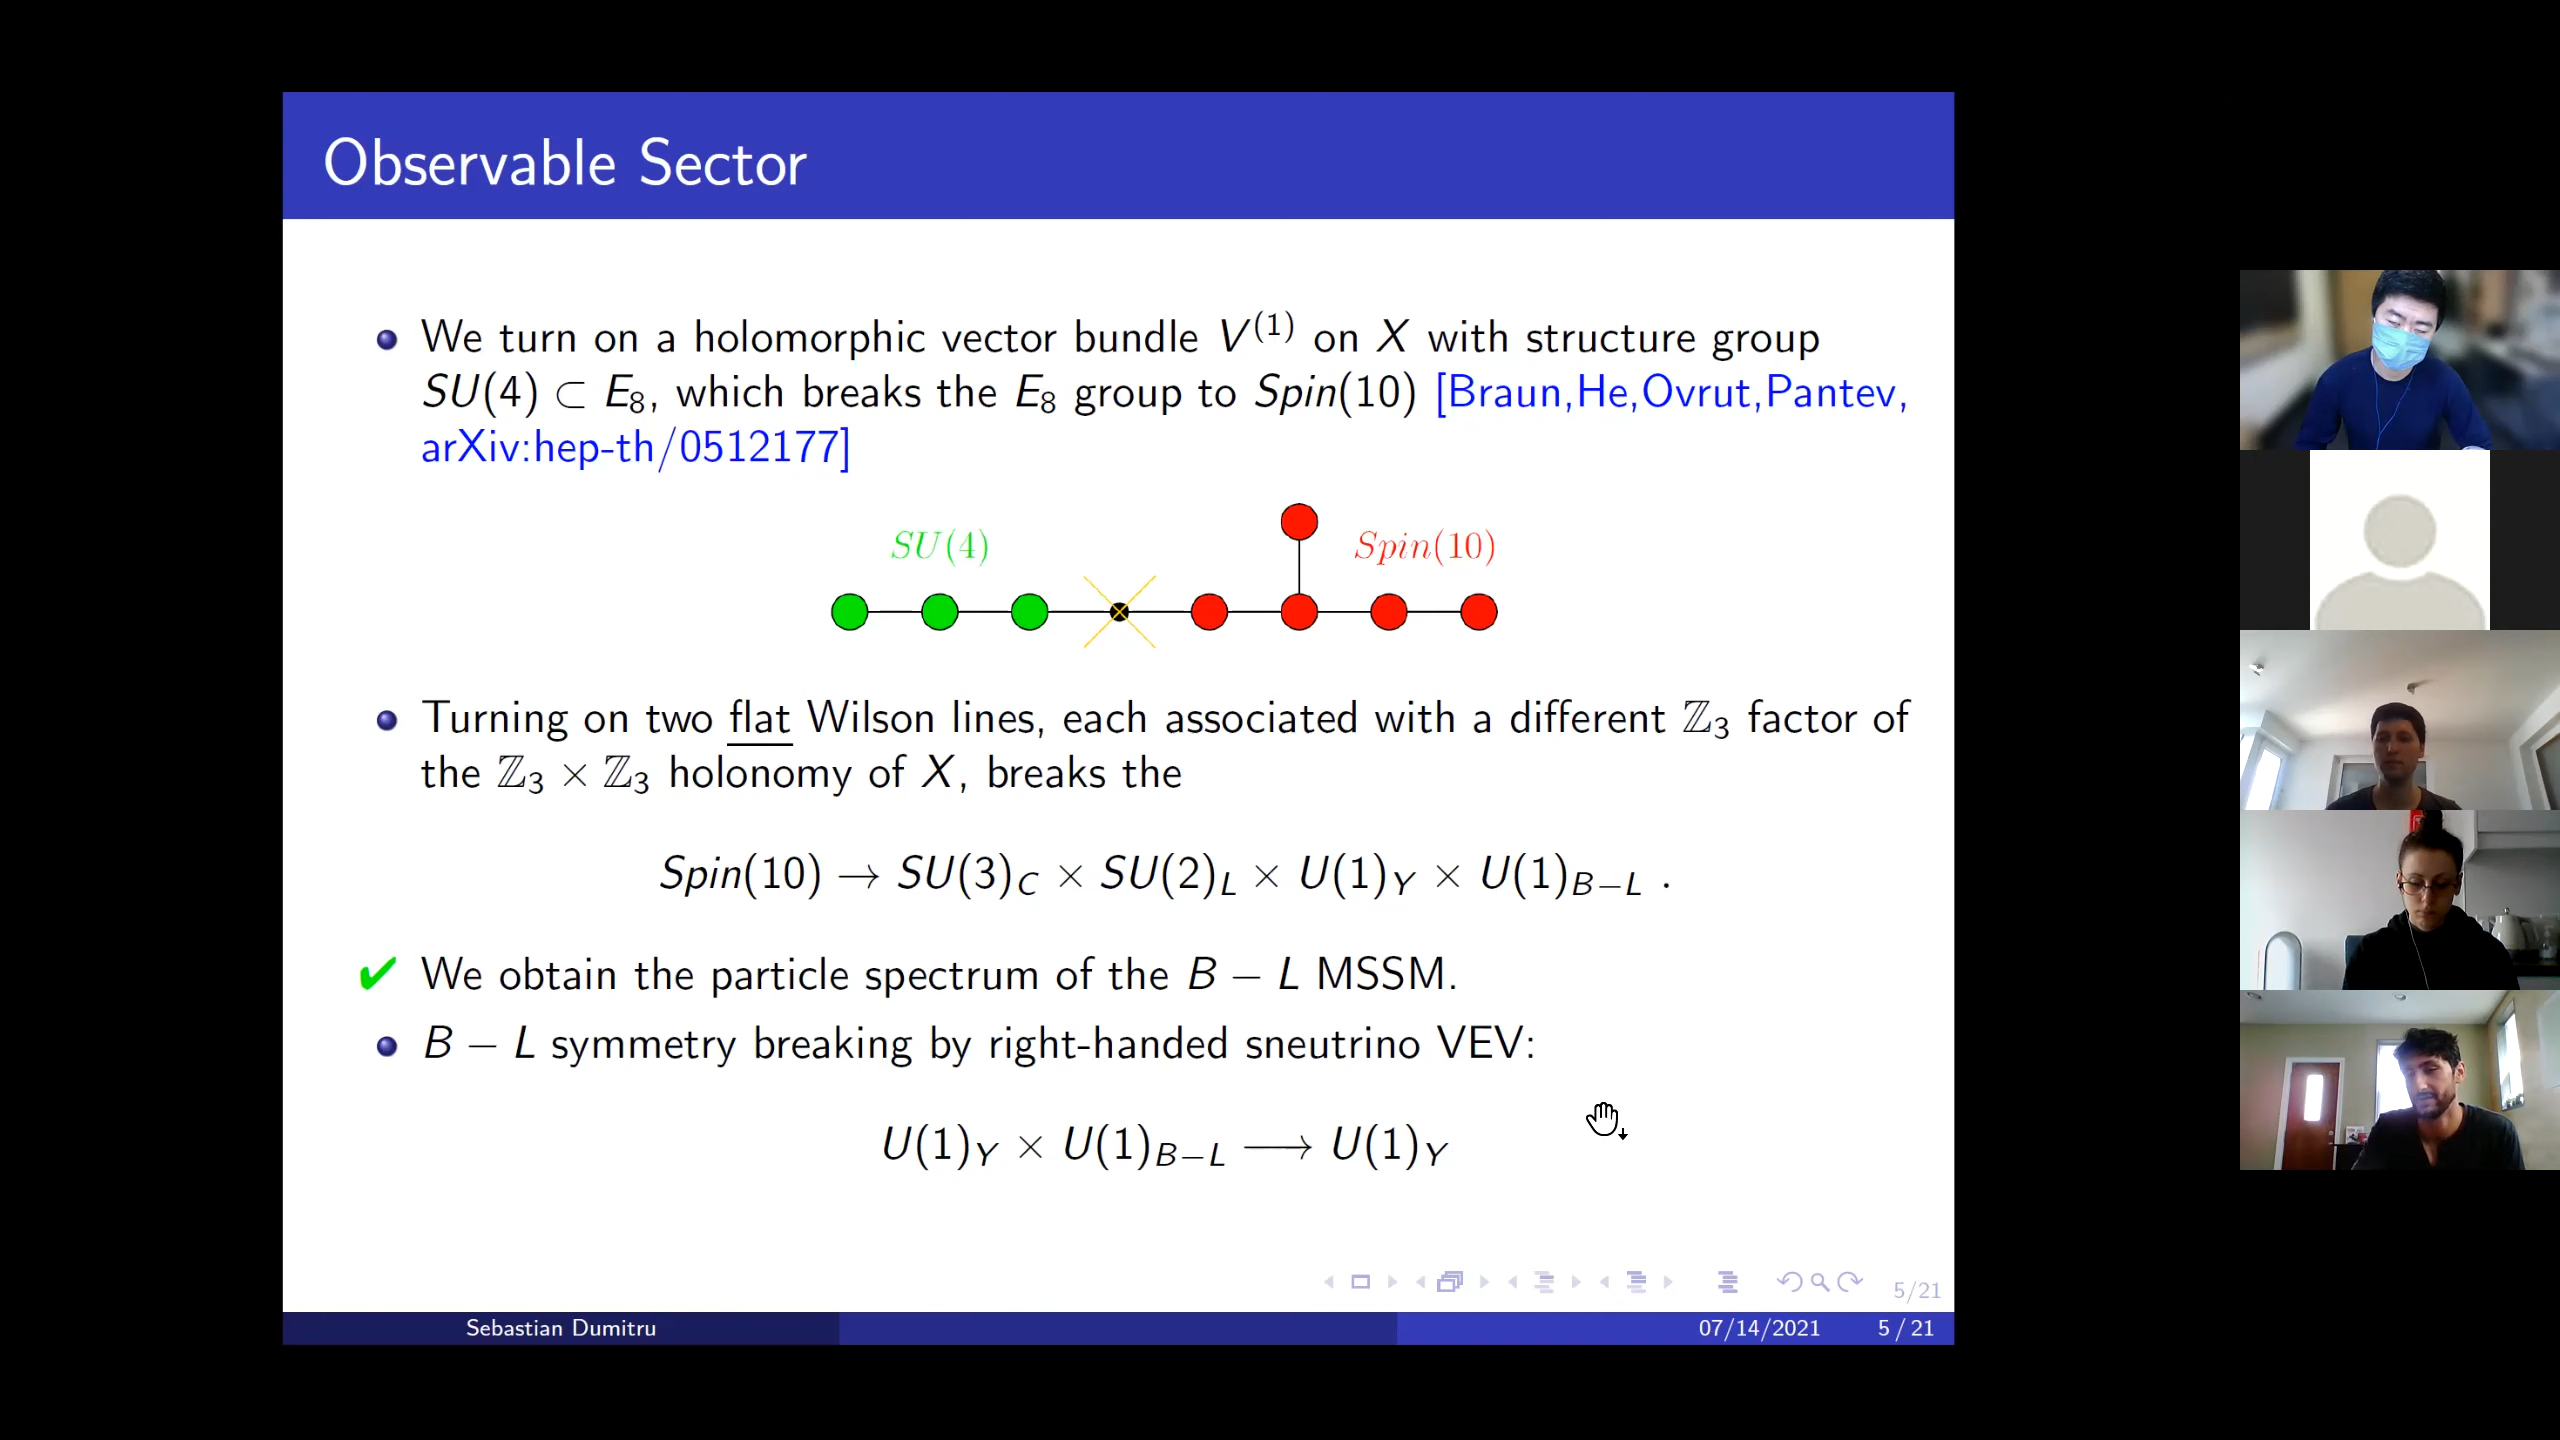 Observable Sector
We turn on a holomorphic vector bundle V^(1) on X with structure group
SU(4) ⊂ E₈, which breaks the E₈ group to Spin(10) [Braun,He,Ovrut,Pantev,
arXiv:hep-th/0512177]
SU(4) Spin(10)
Turning on two flat Wilson lines, each associated with a different ℤ₃ factor of
the ℤ₃ × ℤ₃ holonomy of X, breaks the
Spin(10) → SU(3)_C × SU(2)_L × U(1)_Y × U(1)_{B−L} .
✔ We obtain the particle spectrum of the B − L MSSM.
B − L symmetry breaking by right-handed sneutrino VEV:
U(1)_Y × U(1)_{B−L} ⟶ U(1)_Y
5/21
Sebastian Dumitru 07/14/2021 5 / 21